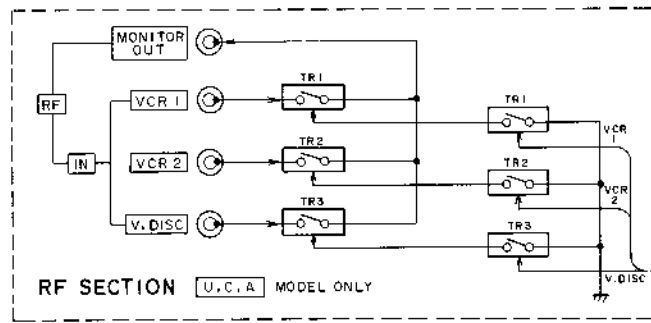 MONITOR OUT
TR1
RF
VCR 1
TR1
VCR 1
IN
VCR 2
TR2
TR2
VCR 2
V.DISC
TR3
TR3
V.DISC
RF SECTION U.C.A MODEL ONLY